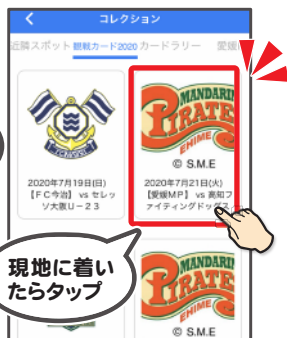 コレクション
近隣スポット 観戦カード2020 カードラリー 愛媛
MANDARIN
PIRATES
EHIME
© S.M.E
2020年7月19日(日)
【FC今治】 vs セレッ
ソ大阪U-23
2020年7月21日(火)
【愛媛MP】 vs 高知フ
ァイティングドッグス
現地に着い
たらタップ
MANDARIN
PIRATES
EHIME
© S.M.E